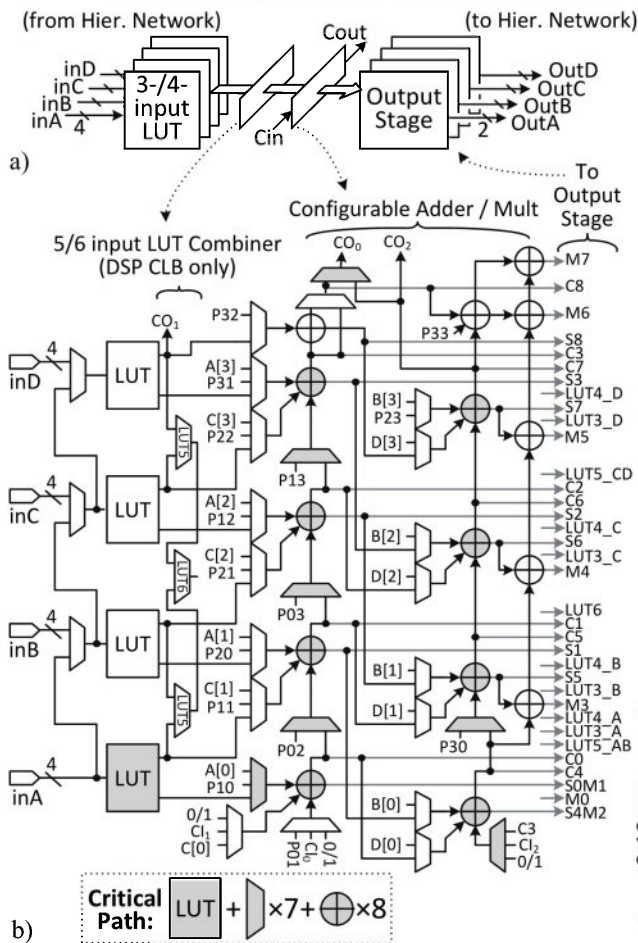 (from Hier. Network)
(to Hier. Network)
Cout
inD
inC
inB
inA
4
3-/4-
input
LUT
Cin
Output
Stage
2
OutD
OutC
OutB
OutA
a)
To
Output
Stage
Configurable Adder / Mult
5/6 input LUT Combiner
(DSP CLB only)
CO0
CO2
M7
C8
CO1
P32
P33
M6
S8
C3
inD
4
LUT
A[3]
P31
C7
S3
LUT4_D
C[3]
P22
B[3]
P23
S7
LUT3_D
LUT5
D[3]
M5
P13
LUT5_CD
inC
4
LUT
A[2]
P12
C2
C6
S2
LUT4_C
B[2]
S6
C[2]
P21
LUT3_C
LUT6
D[2]
M4
P03
LUT6
inB
4
LUT
A[1]
P20
C1
C5
S1
LUT4_B
C[1]
P11
B[1]
S5
LUT3_B
LUT5
D[1]
M3
LUT4_A
P02
P30
LUT3_A
LUT5_AB
inA
4
LUT
A[0]
P10
C0
C4
S0M1
M0
0/1
CI1
C[0]
P01
CI0
0/1
B[0]
D[0]
S4M2
C3
CI2
0/1
b)
Critical
Path:
LUT
+
×7+
×8